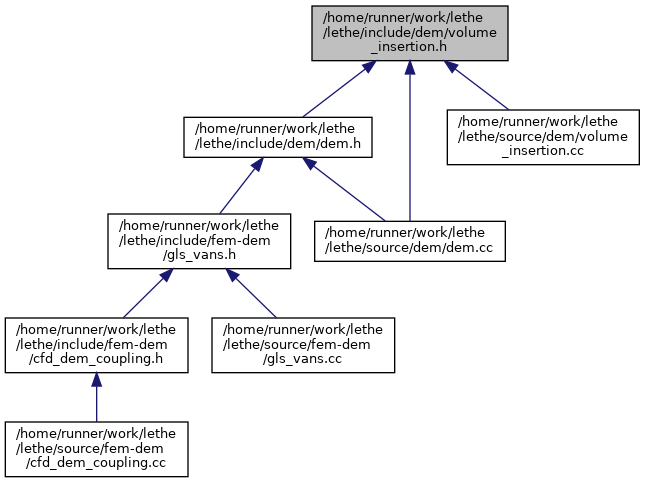 /home/runner/work/lethe
/lethe/include/dem/volume
_insertion.h
/home/runner/work/lethe
/lethe/include/dem/dem.h
/home/runner/work/lethe
/lethe/source/dem/volume
_insertion.cc
/home/runner/work/lethe
/lethe/include/fem-dem
/gls_vans.h
/home/runner/work/lethe
/lethe/source/dem/dem.cc
/home/runner/work/lethe
/lethe/include/fem-dem
/cfd_dem_coupling.h
/home/runner/work/lethe
/lethe/source/fem-dem
/gls_vans.cc
/home/runner/work/lethe
/lethe/source/fem-dem
/cfd_dem_coupling.cc